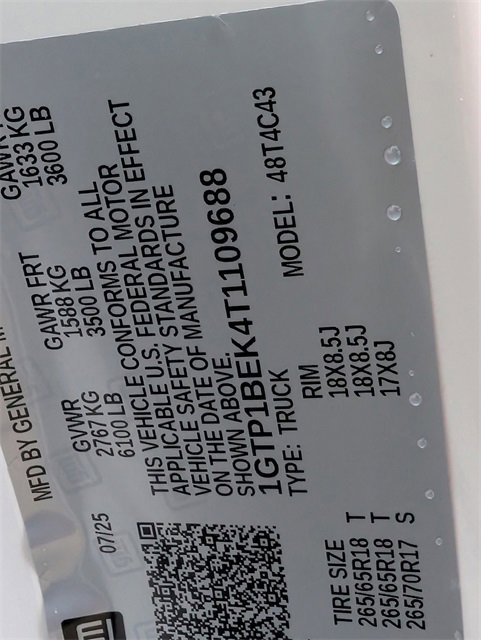 MFD BY GENERAL M
07/25
GVWR GAWR FRT GAWR
2767 KG 1588 KG 1633 KG
6100 LB 3500 LB 3600 LB
THIS VEHICLE CONFORMS TO ALL
APPLICABLE U.S. FEDERAL MOTOR
VEHICLE SAFETY STANDARDS IN EFFECT
ON THE DATE OF MANUFACTURE
SHOWN ABOVE.
1GTP1BEK4T1109688
TYPE: TRUCK MODEL: 48T4C43
TIRE SIZE RIM
265/65R18 T 18X8.5J
265/65R18 T 18X8.5J
265/70R17 S 17X8J
gm